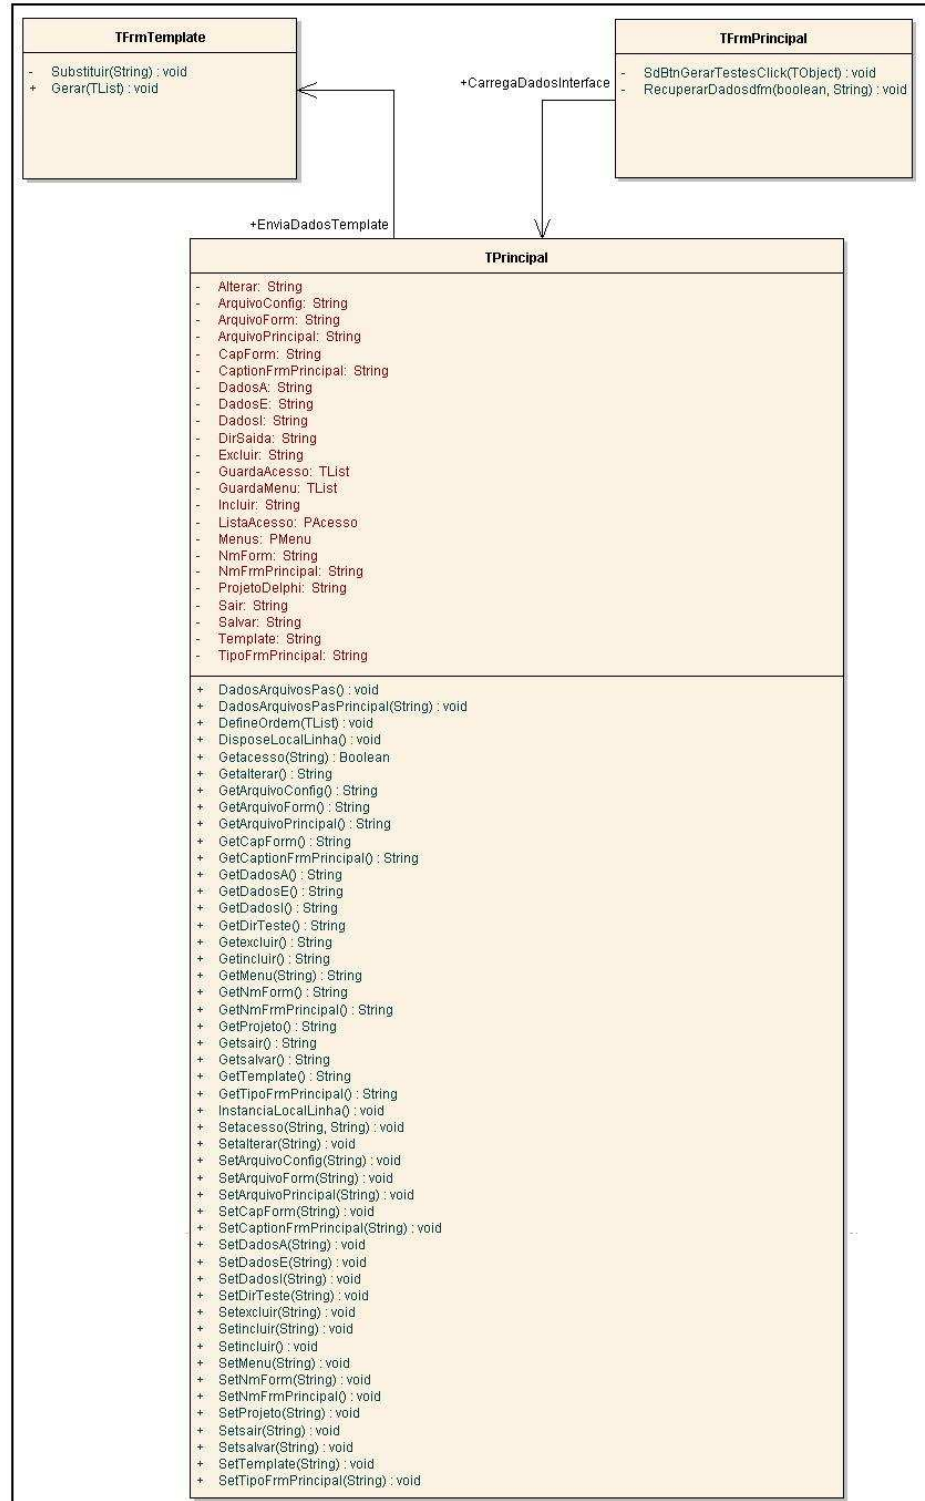 TFrmTemplate
- Substituir(String) : void
+ Gerar(TList) : void
TFrmPrincipal
- SdBtnGerarTestesClick(TObject) : void
- RecuperarDadosdfm(boolean, String) : void
+CarregaDadosInterface
+EnviaDadosTemplate
TPrincipal
- Alterar: String
- ArquivoConfig: String
- ArquivoForm: String
- ArquivoPrincipal: String
- CapForm: String
- CaptionFrmPrincipal: String
- DadosA: String
- DadosE: String
- DadosI: String
- DirSaida: String
- Excluir: String
- GuardaAcesso: TList
- GuardaMenu: TList
- Incluir: String
- ListaAcesso: PAcesso
- Menus: PMenu
- NmForm: String
- NmFrmPrincipal: String
- ProjetoDelphi: String
- Sair: String
- Salvar: String
- Template: String
- TipoFrmPrincipal: String
+ DadosArquivosPas() : void
+ DadosArquivosPasPrincipal(String) : void
+ DefineOrdem(TList) : void
+ DisposeLocalLinha() : void
+ Getacesso(String) : Boolean
+ Getalterar() : String
+ GetArquivoConfig() : String
+ GetArquivoForm() : String
+ GetArquivoPrincipal() : String
+ GetCapForm() : String
+ GetCaptionFrmPrincipal() : String
+ GetDadosA() : String
+ GetDadosE() : String
+ GetDadosI() : String
+ GetDirTeste() : String
+ Getexcluir() : String
+ Getincluir() : String
+ GetMenu(String) : String
+ GetNmForm() : String
+ GetNmFrmPrincipal() : String
+ GetProjeto() : String
+ Getsair() : String
+ Getsalvar() : String
+ GetTemplate() : String
+ GetTipoFrmPrincipal() : String
+ InstanciaLocalLinha() : void
+ Setacesso(String, String) : void
+ Setalterar(String) : void
+ SetArquivoConfig(String) : void
+ SetArquivoForm(String) : void
+ SetArquivoPrincipal(String) : void
+ SetCapForm(String) : void
+ SetCaptionFrmPrincipal(String) : void
+ SetDadosA(String) : void
+ SetDadosE(String) : void
+ SetDadosI(String) : void
+ SetDirTeste(String) : void
+ Setexcluir(String) : void
+ Setincluir(String) : void
+ Setincluir() : void
+ SetMenu(String) : void
+ SetNmForm(String) : void
+ SetNmFrmPrincipal() : void
+ SetProjeto(String) : void
+ Setsair(String) : void
+ Setsalvar(String) : void
+ SetTemplate(String) : void
+ SetTipoFrmPrincipal(String) : void